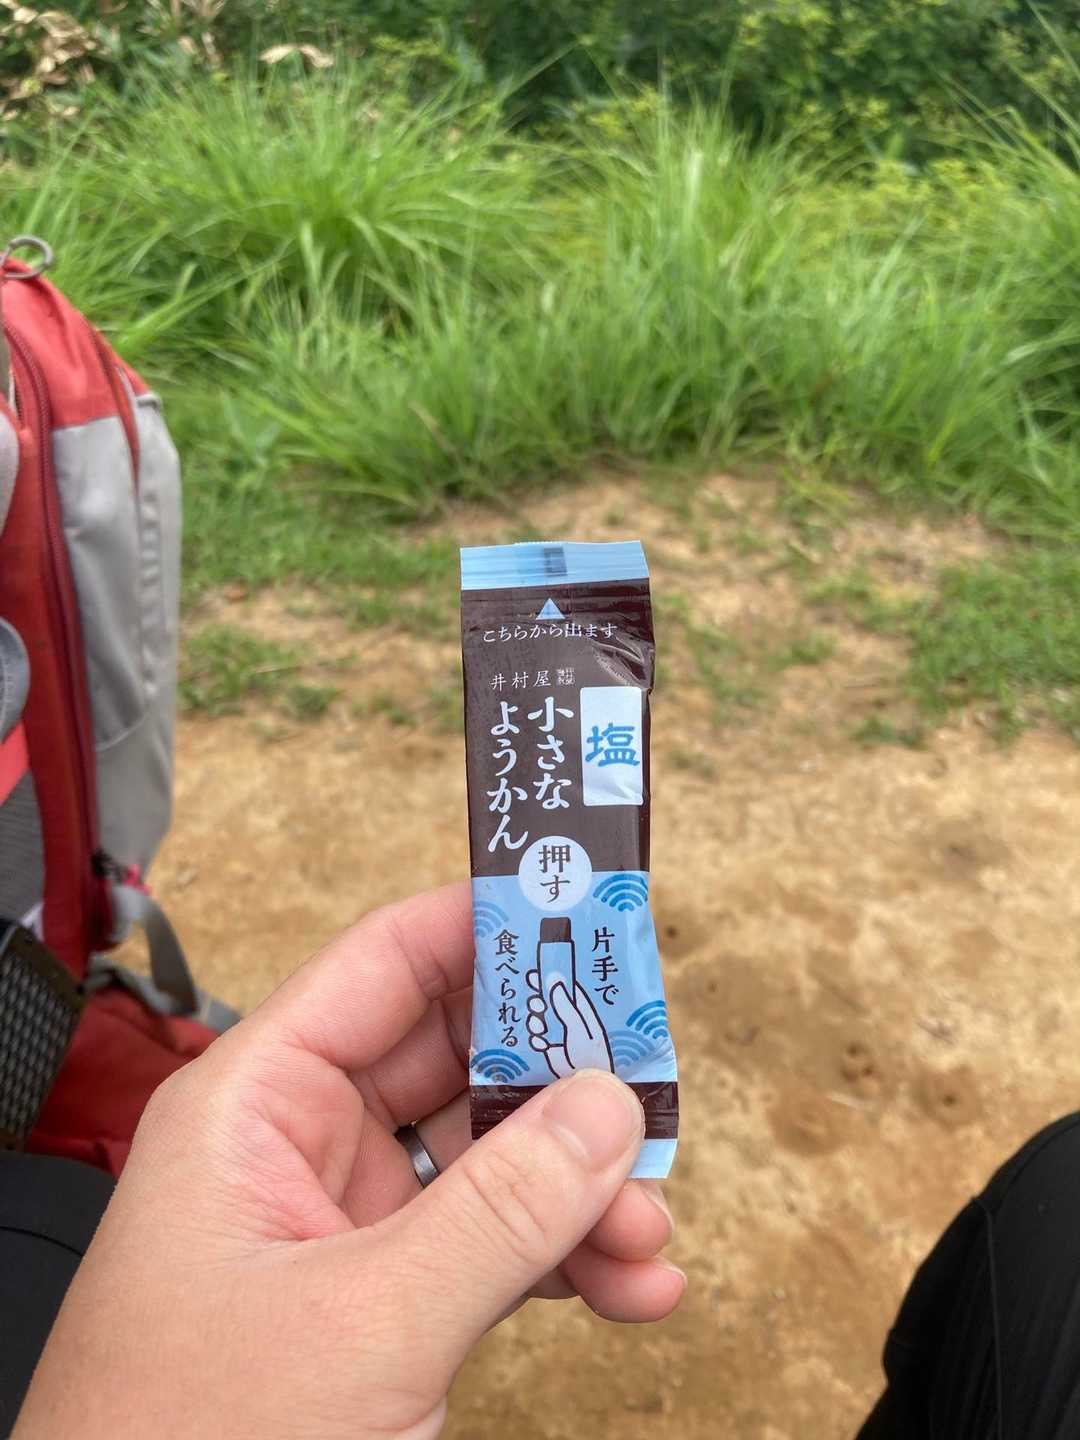 こちらから出ます
井村屋
塩
小さな
ようかん
押す
片手で
食べられる